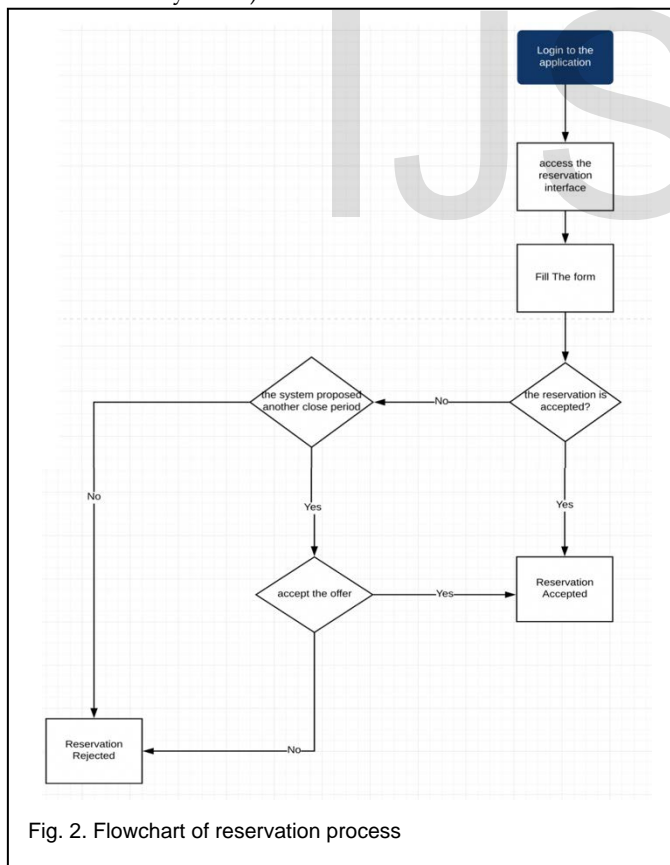 Login to the
application
access the
reservation
interface
Fill The form
the system proposed
another close period
No
the reservation is
accepted?
No
Yes
Yes
accept the offer
Yes
Reservation
Accepted
Reservation
Rejected
No
Fig. 2. Flowchart of reservation process
IJS